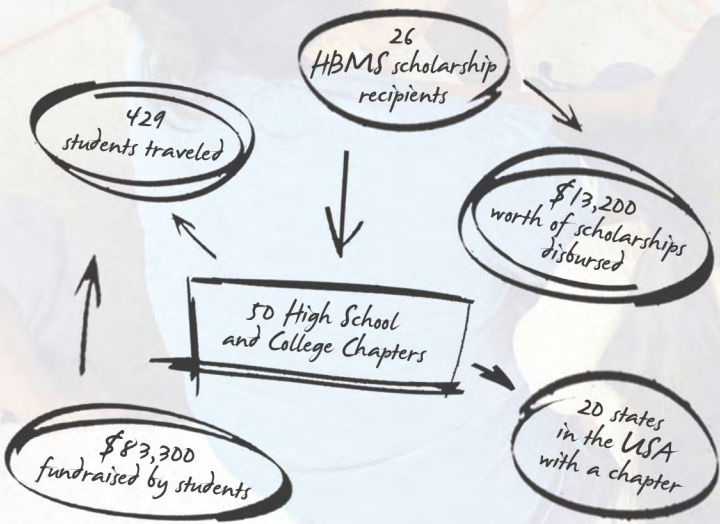 26
HBMS scholarship
recipients
429
students traveled
$13,200
worth of scholarships
disbursed
50 High School
and College Chapters
20 states
in the USA
with a chapter
$83,300
fundraised by students